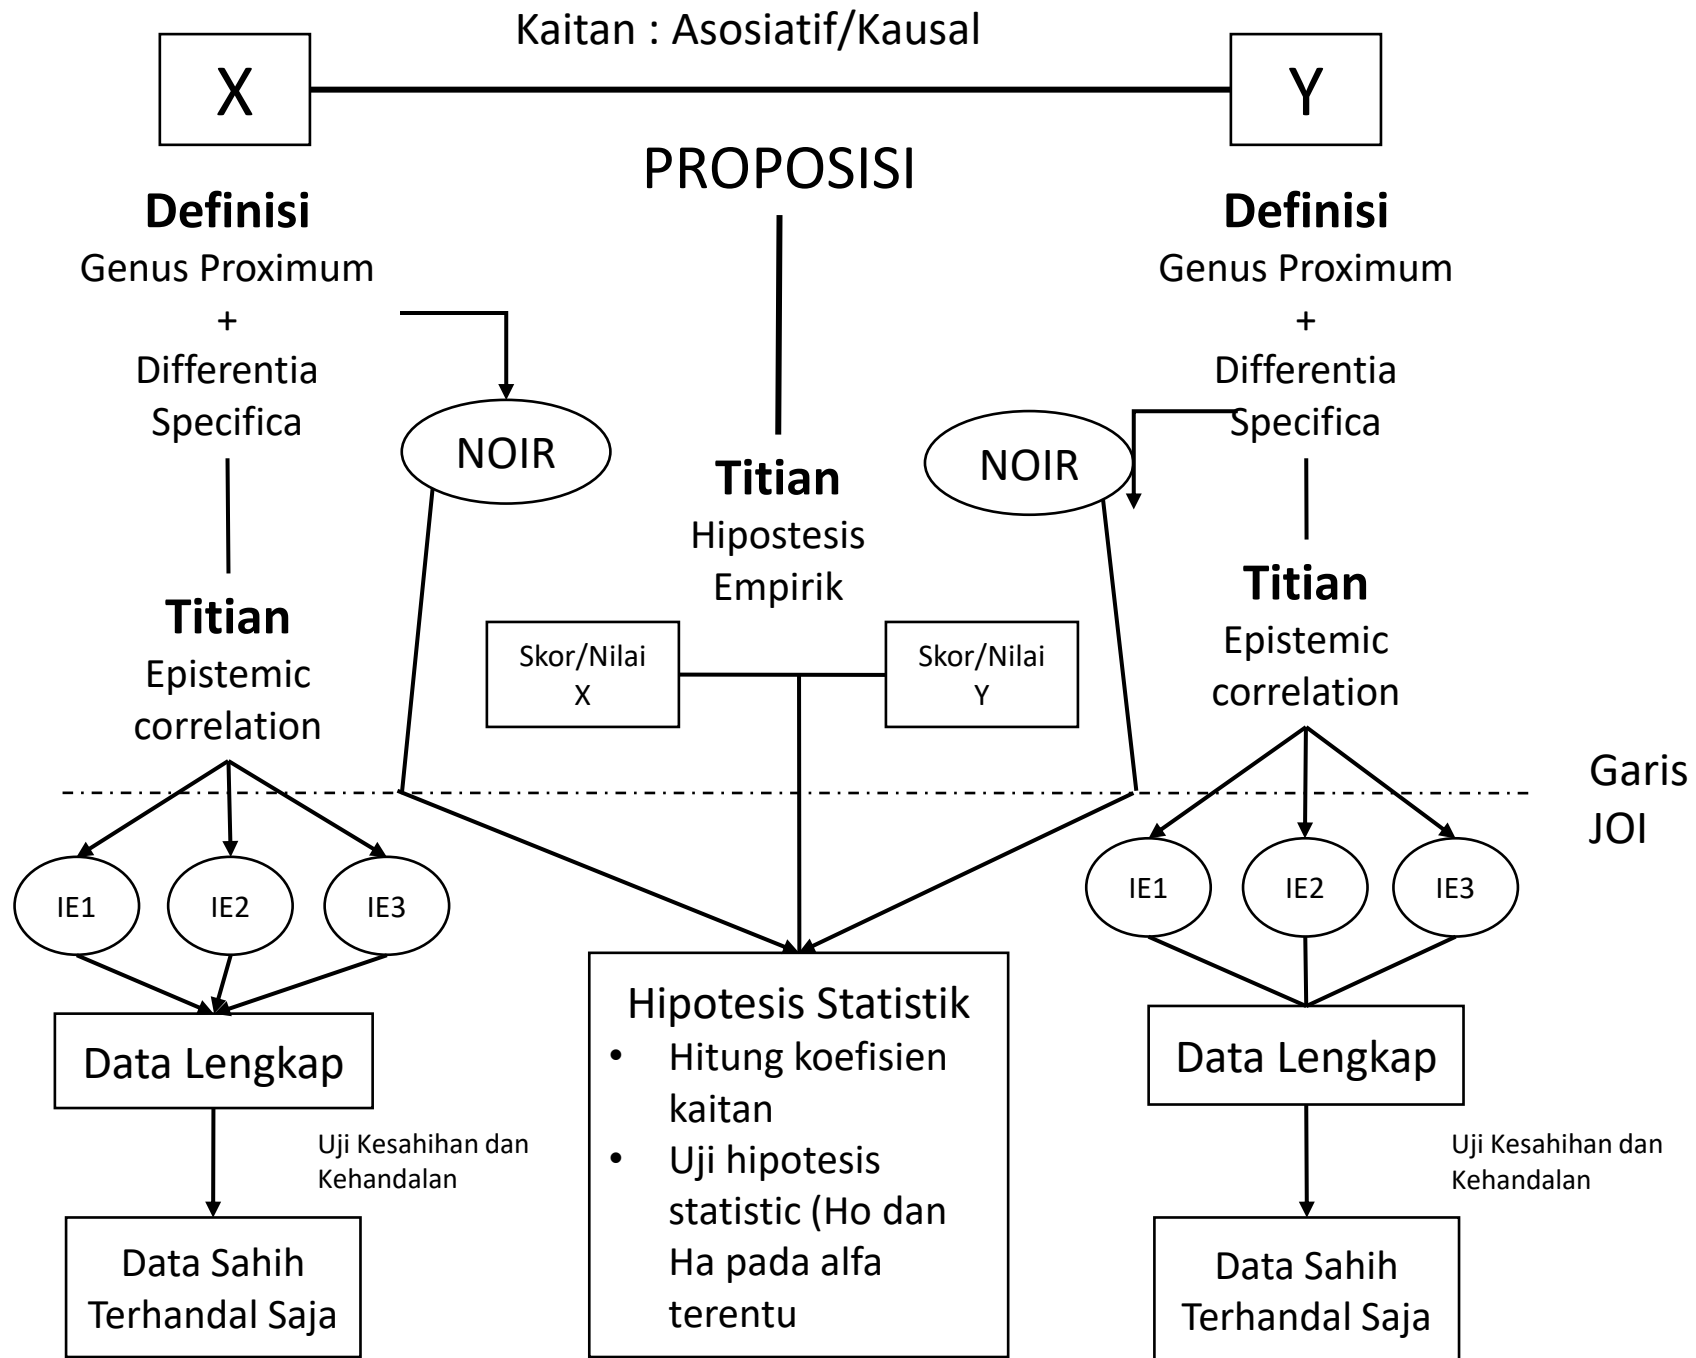 Kaitan : Asosiatif/Kausal
X
Y
PROPOSISI
Definisi
Genus Proximum
+
Differentia
Specifica
Definisi
Genus Proximum
+
Differentia
Specifica
NOIR
NOIR
Titian
Hipostesis
Empirik
Titian
Epistemic
correlation
Titian
Epistemic
correlation
Skor/Nilai
X
Skor/Nilai
Y
Garis
JOI
IE1
IE2
IE3
IE1
IE2
IE3
Data Lengkap
Uji Kesahihan dan
Kehandalan
Data Sahih
Terhandal Saja
Hipotesis Statistik
• Hitung koefisien
kaitan
• Uji hipotesis
statistic (Ho dan
Ha pada alfa
terentu
Data Lengkap
Uji Kesahihan dan
Kehandalan
Data Sahih
Terhandal Saja